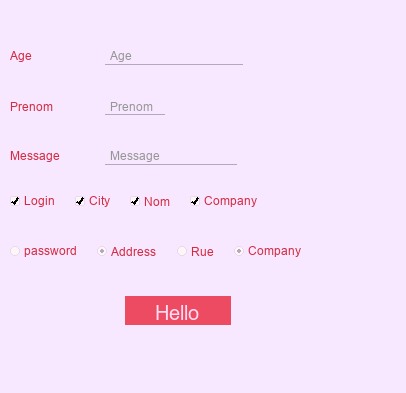 Age Age
Prenom Prenom
Message Message
Login City Nom Company
password Address Rue Company
Hello